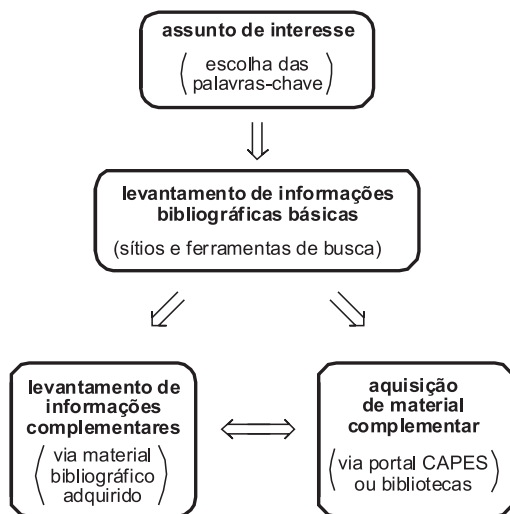 assunto de interesse
(escolha das
palavras-chave)
levantamento de informações
bibliográficas básicas
(sítios e ferramentas de busca)
levantamento de
informações
complementares
(via material
bibliográfico
adquirido)
aquisição
de material
complementar
(via portal CAPES
ou bibliotecas)